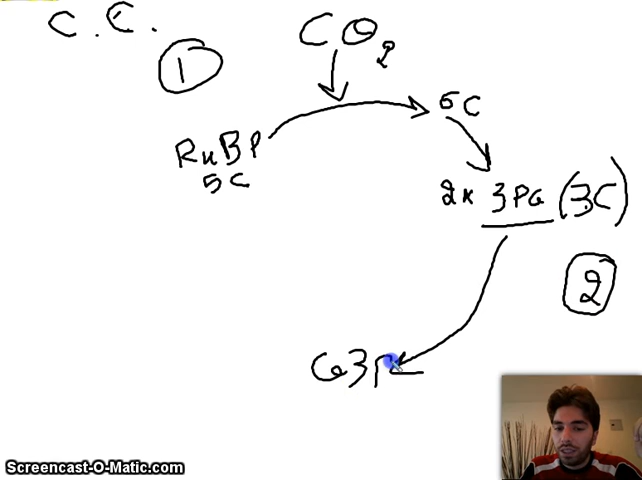 C.C.
1
CO2
RuBP
5C
6C
2x 3PG (3C)
2
G3P
Screencast-O-Matic.com